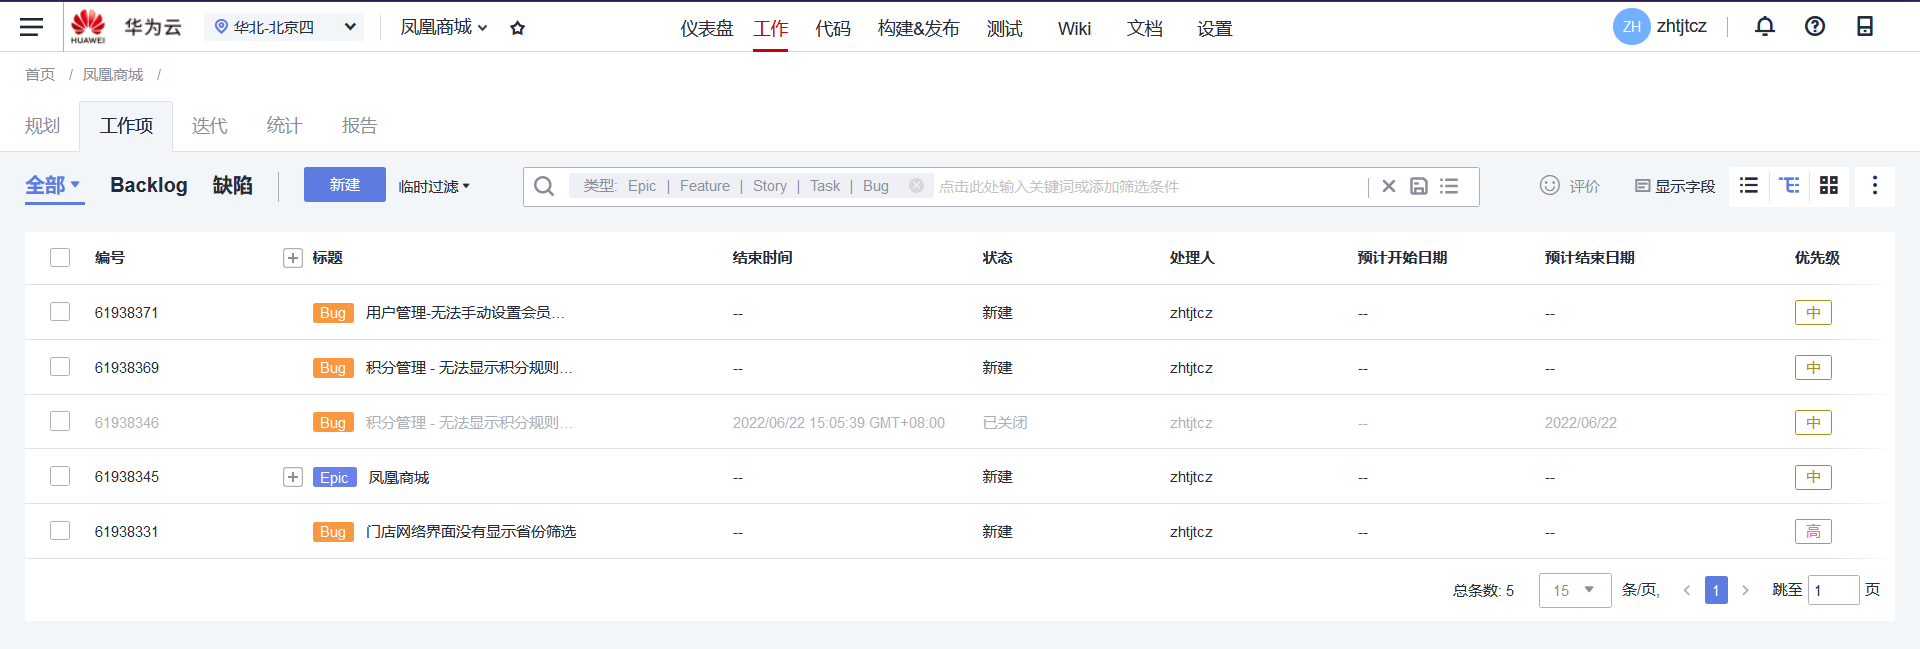 HUAWEI 华为云 华北-北京四 凤凰商城 仪表盘 工作 代码 构建&发布 测试 Wiki 文档 设置 ZH zhtjtcz
首页 / 凤凰商城 /
规划 工作项 迭代 统计 报告
全部 Backlog 缺陷 新建 临时过滤 类型: Epic | Feature | Story | Task | Bug 点击此处输入关键词或添加筛选条件 评价 显示字段
编号 标题 结束时间 状态 处理人 预计开始日期 预计结束日期 优先级
61938371 Bug 用户管理-无法手动设置会员... -- 新建 zhtjtcz -- -- 中
61938369 Bug 积分管理 - 无法显示积分规则... -- 新建 zhtjtcz -- -- 中
61938346 Bug 积分管理 - 无法显示积分规则... 2022/06/22 15:05:39 GMT+08:00 已关闭 zhtjtcz -- 2022/06/22 中
61938345 Epic 凤凰商城 -- 新建 zhtjtcz -- -- 中
61938331 Bug 门店网络界面没有显示省份筛选 -- 新建 zhtjtcz -- -- 高
总条数: 5 15 条/页, < 1 > 跳至 1 页